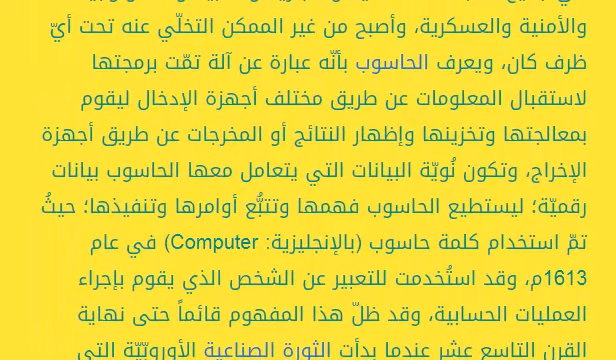 والأمنية والعسكرية، وأصبح من غير الممكن التخلّي عنه تحت أيّ
ظرف كان، ويعرف الحاسوب بأنّه عبارة عن آلة تمّت برمجتها
لاستقبال المعلومات عن طريق مختلف أجهزة الإدخال ليقوم
بمعالجتها وتخزينها وإظهار النتائج أو المخرجات عن طريق أجهزة
الإخراج، وتكون نُويّة البيانات التي يتعامل معها الحاسوب بيانات
رقميّة؛ ليستطيع الحاسوب فهمها وتتبُّع أوامرها وتنفيذها؛ حيثُ
تمّ استخدام كلمة حاسوب (بالإنجليزية: Computer) في عام
1613م، وقد استُخدمت للتعبير عن الشخص الذي يقوم بإجراء
العمليات الحسابية، وقد ظلّ هذا المفهوم قائماً حتى نهاية
القرن التاسع عشر عندما بدأت الثورة الصناعية الأوروبّيّة التي